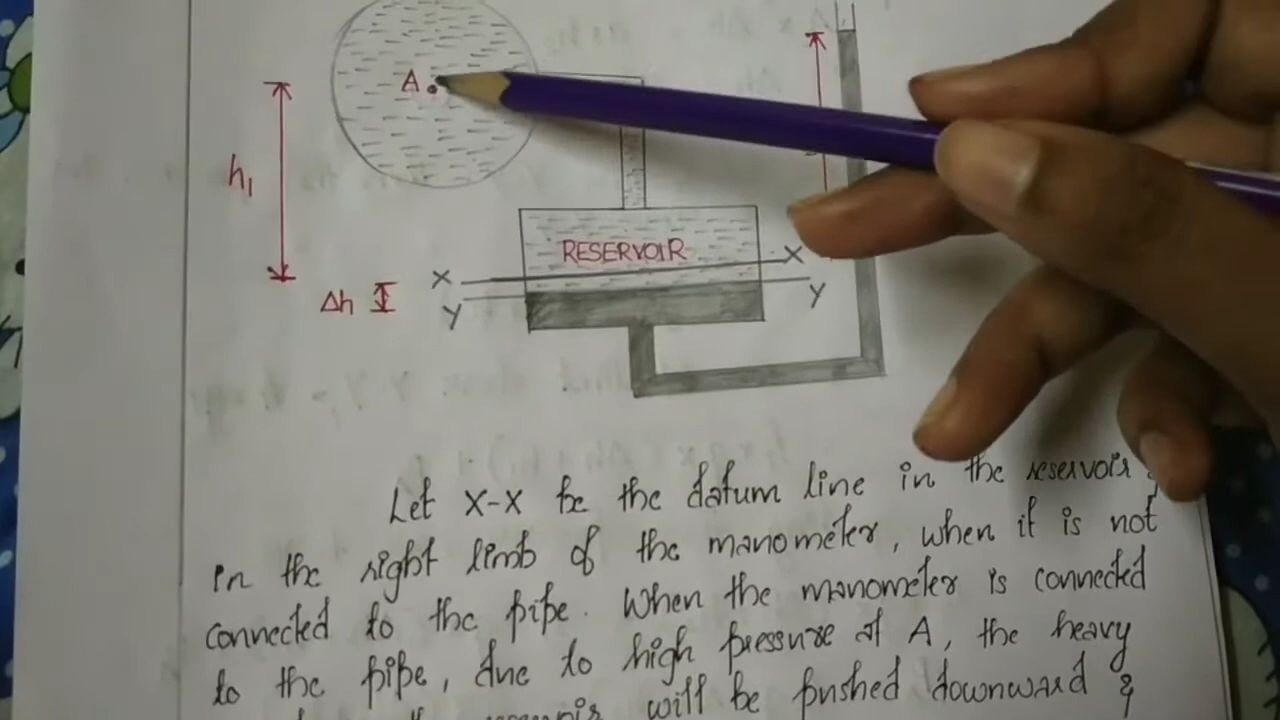 A
h1
RESERVOIR
X X
Δh
y y
Let X-X be the datum line in the reservoir
in the right limb of the manometer, when it is not
connected to the pipe. When the manometer is connected
to the pipe, due to high pressure at A, the heavy
will be pushed downward &